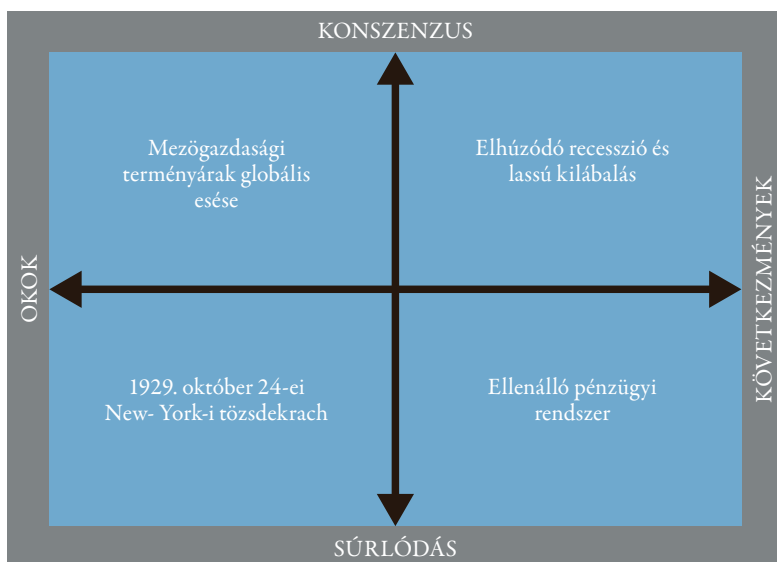 KONSZENZUS
Mezögazdasági
terményárak globális
esése
Elhúzódó recesszió és
lassú kilábalás
OKOK
KÖVETKEZMÉNYEK
1929. október 24-ei
New- York-i tözsdekrach
Ellenálló pénzügyi
rendszer
SÚRLÓDÁS